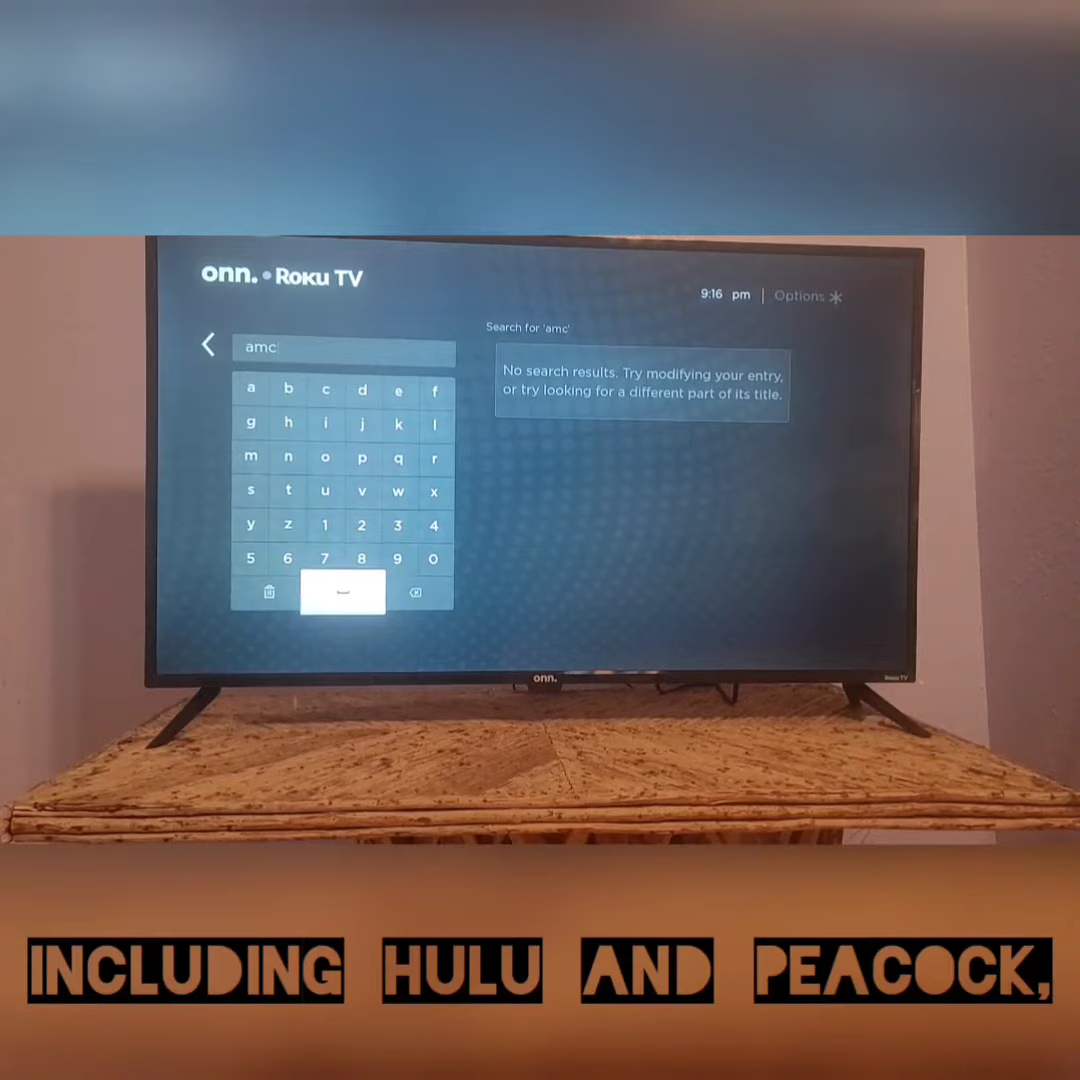 onn. • Roku TV
9:16 pm | Options
Search for 'amc'
amc
No search results. Try modifying your entry,
or try looking for a different part of its title.
a b c d e f
g h i j k l
m n o p q r
s t u v w x
y z 1 2 3 4
5 6 7 8 9 0
onn.
Roku TV
INCLUDING HULU AND PEACOCK,